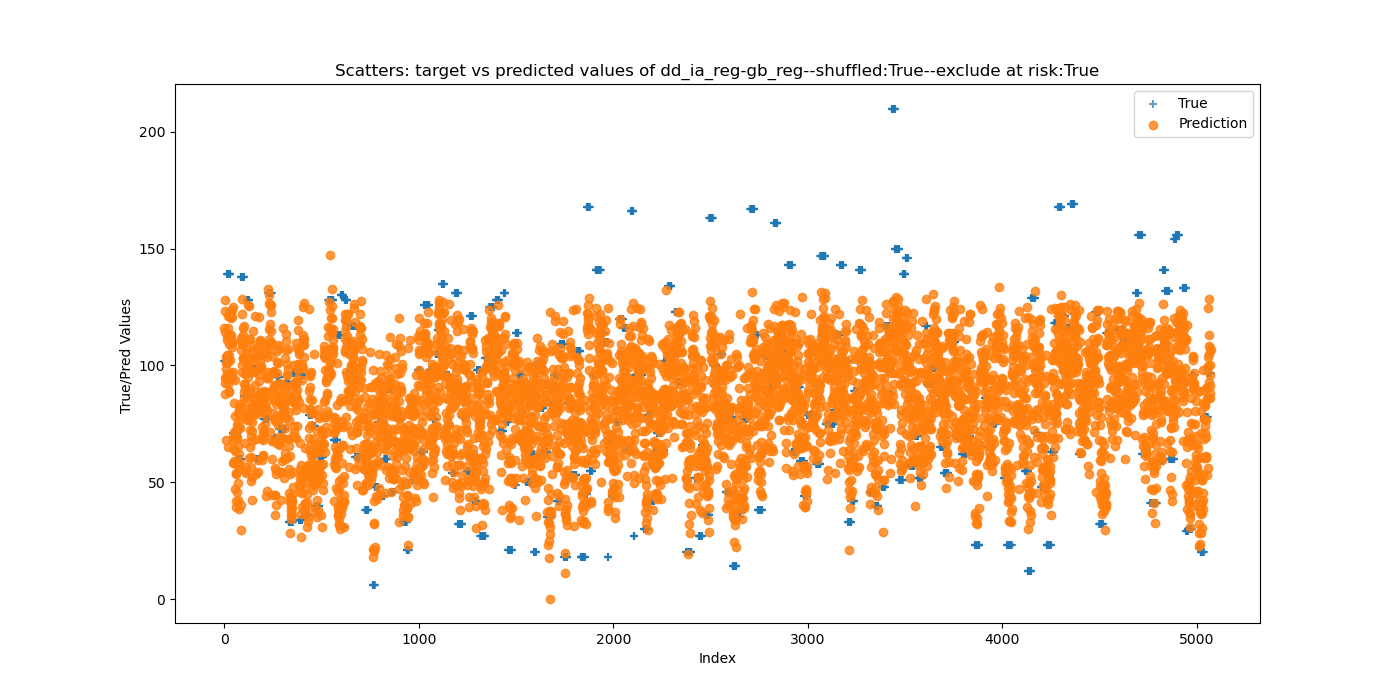 Scatters: target vs predicted values of dd_ia_reg-gb_reg--shuffled:True--exclude at risk:True
True
Prediction
True/Pred Values
200
150
100
50
0
0
1000
2000
3000
4000
5000
Index